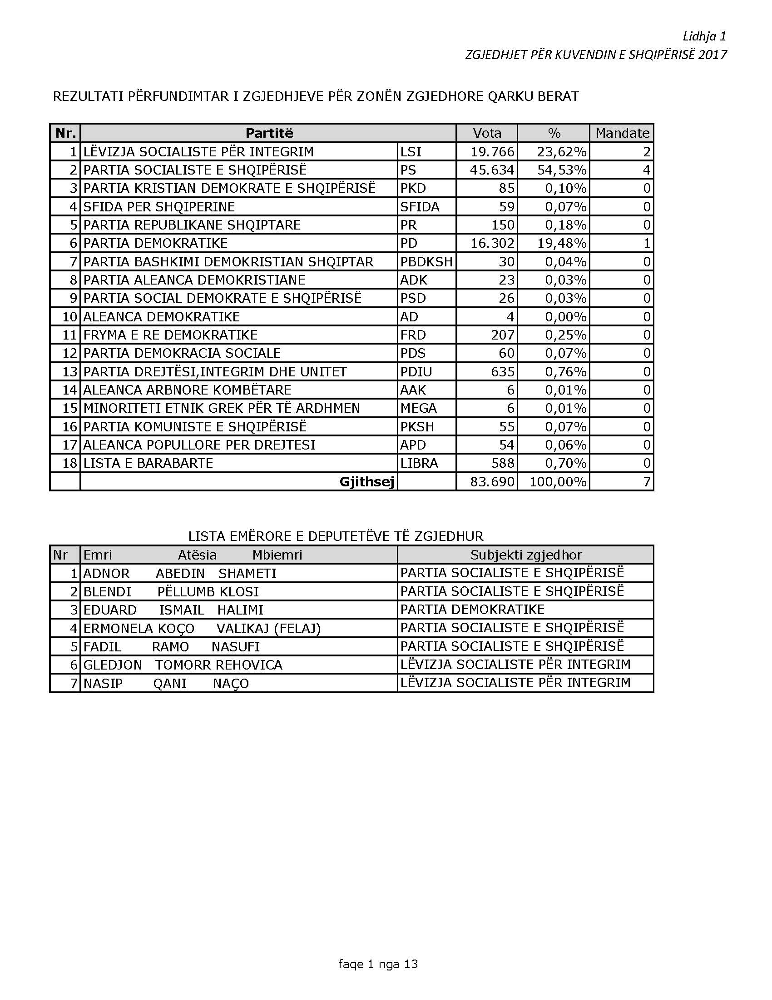 Lidhja 1
ZGJEDHJET PËR KUVENDIN E SHQIPËRISË 2017
REZULTATI PËRFUNDIMTAR I ZGJEDHJEVE PËR ZONËN ZGJEDHORE QARKU BERAT
Nr. Partitë Vota % Mandate
1 LËVIZJA SOCIALISTE PËR INTEGRIM LSI 19.766 23,62% 2
2 PARTIA SOCIALISTE E SHQIPËRISË PS 45.634 54,53% 4
3 PARTIA KRISTIAN DEMOKRATE E SHQIPËRISË PKD 85 0,10% 0
4 SFIDA PER SHQIPERINE SFIDA 59 0,07% 0
5 PARTIA REPUBLIKANE SHQIPTARE PR 150 0,18% 0
6 PARTIA DEMOKRATIKE PD 16.302 19,48% 1
7 PARTIA BASHKIMI DEMOKRISTIAN SHQIPTAR PBDKSH 30 0,04% 0
8 PARTIA ALEANCA DEMOKRISTIANE ADK 23 0,03% 0
9 PARTIA SOCIAL DEMOKRATE E SHQIPËRISË PSD 26 0,03% 0
10 ALEANCA DEMOKRATIKE AD 4 0,00% 0
11 FRYMA E RE DEMOKRATIKE FRD 207 0,25% 0
12 PARTIA DEMOKRACIA SOCIALE PDS 60 0,07% 0
13 PARTIA DREJTËSI,INTEGRIM DHE UNITET PDIU 635 0,76% 0
14 ALEANCA ARBNORE KOMBËTARE AAK 6 0,01% 0
15 MINORITETI ETNIK GREK PËR TË ARDHMEN MEGA 6 0,01% 0
16 PARTIA KOMUNISTE E SHQIPËRISË PKSH 55 0,07% 0
17 ALEANCA POPULLORE PER DREJTESI APD 54 0,06% 0
18 LISTA E BARABARTE LIBRA 588 0,70% 0
Gjithsej 83.690 100,00% 7
LISTA EMËRORE E DEPUTETËVE TË ZGJEDHUR
Nr Emri Atësia Mbiemri Subjekti zgjedhor
1 ADNOR ABEDIN SHAMETI PARTIA SOCIALISTE E SHQIPËRISË
2 BLENDI PËLLUMB KLOSI PARTIA SOCIALISTE E SHQIPËRISË
3 EDUARD ISMAIL HALIMI PARTIA DEMOKRATIKE
4 ERMONELA KOÇO VALIKAJ (FELAJ) PARTIA SOCIALISTE E SHQIPËRISË
5 FADIL RAMO NASUFI PARTIA SOCIALISTE E SHQIPËRISË
6 GLEDJON TOMORR REHOVICA LËVIZJA SOCIALISTE PËR INTEGRIM
7 NASIP QANI NAÇO LËVIZJA SOCIALISTE PËR INTEGRIM
faqe 1 nga 13